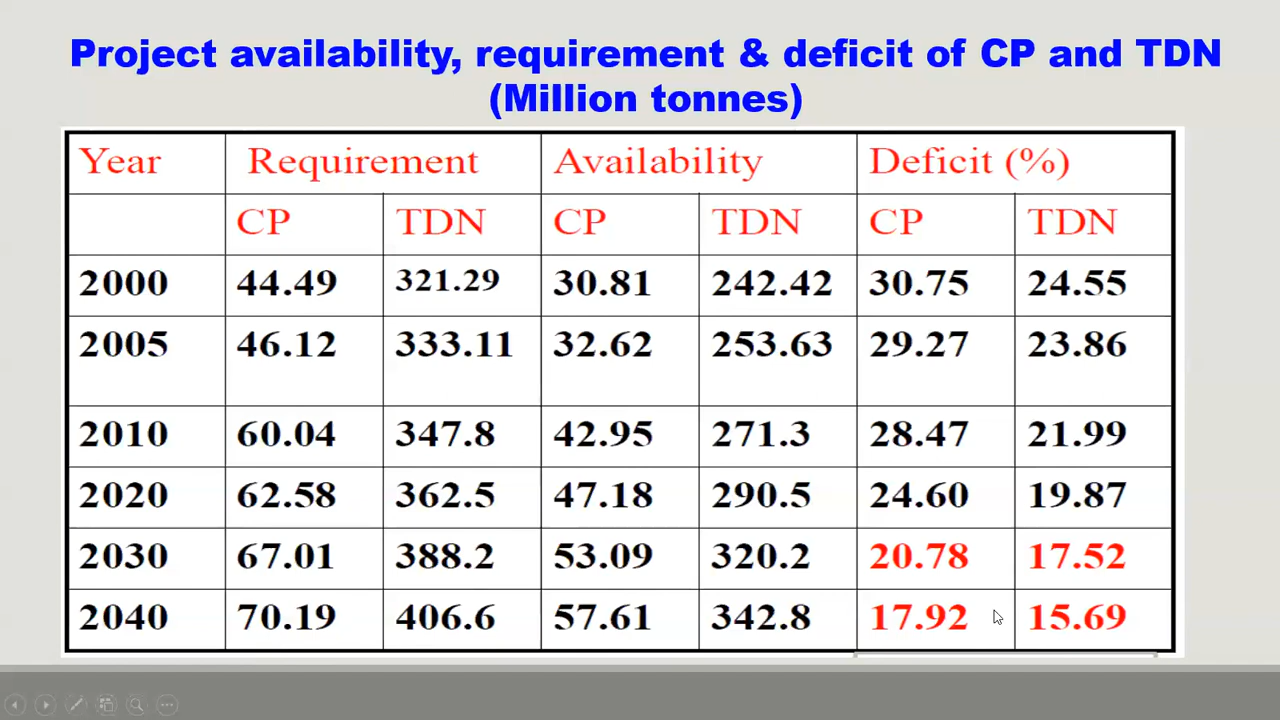 Project availability, requirement & deficit of CP and TDN
(Million tonnes)
Year Requirement Availability Deficit (%)
CP TDN CP TDN CP TDN
2000 44.49 321.29 30.81 242.42 30.75 24.55
2005 46.12 333.11 32.62 253.63 29.27 23.86
2010 60.04 347.8 42.95 271.3 28.47 21.99
2020 62.58 362.5 47.18 290.5 24.60 19.87
2030 67.01 388.2 53.09 320.2 20.78 17.52
2040 70.19 406.6 57.61 342.8 17.92 15.69